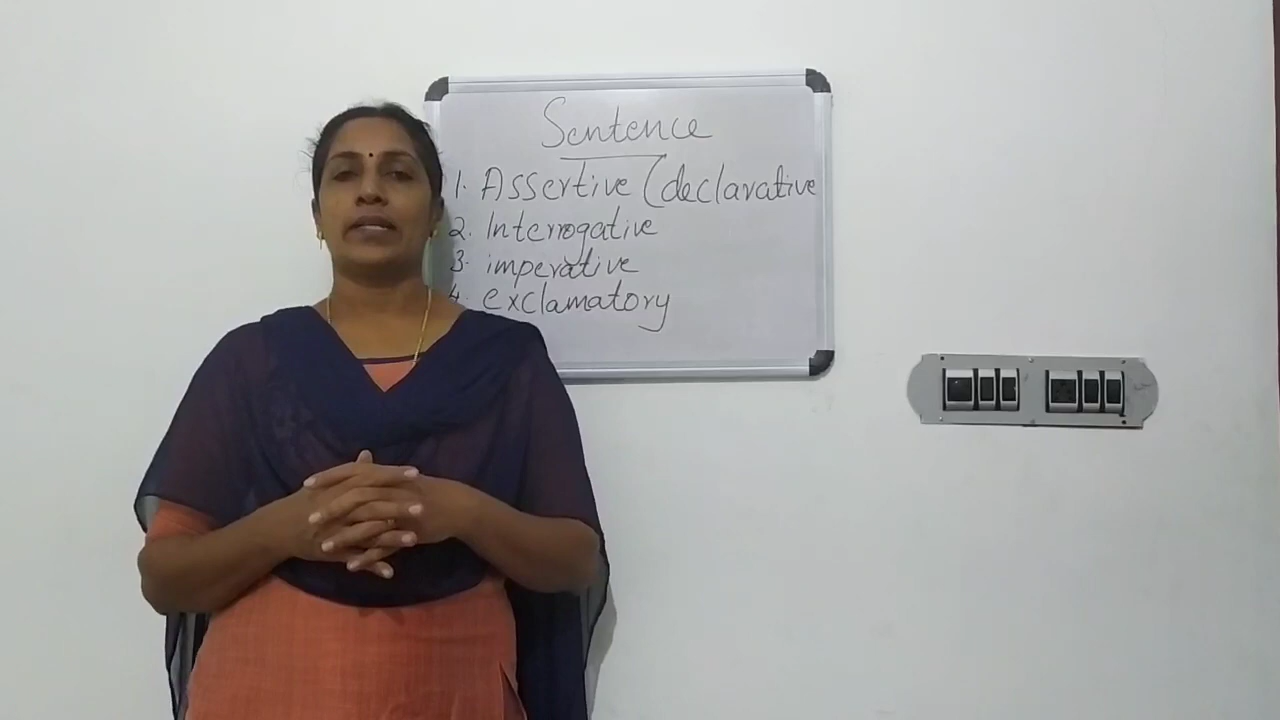 Sentence
1. Assertive (declarative
2. Interrogative
3. imperative
4. exclamatory